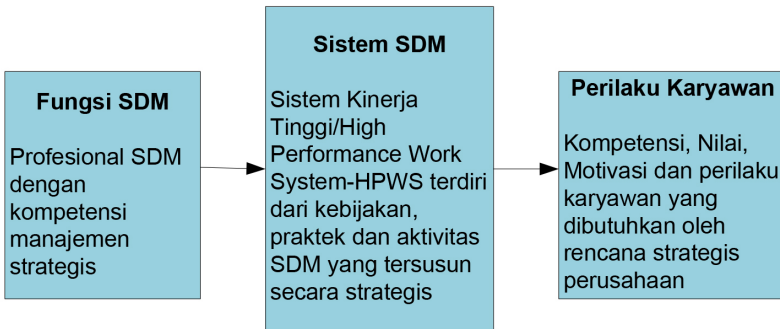 Fungsi SDM
Profesional SDM
dengan
kompetensi
manajemen
strategis
Sistem SDM
Sistem Kinerja
Tinggi/High
Performance Work
System-HPWS terdiri
dari kebijakan,
praktek dan aktivitas
SDM yang tersusun
secara strategis
Perilaku Karyawan
Kompetensi, Nilai,
Motivasi dan perilaku
karyawan yang
dibutuhkan oleh
rencana strategis
perusahaan